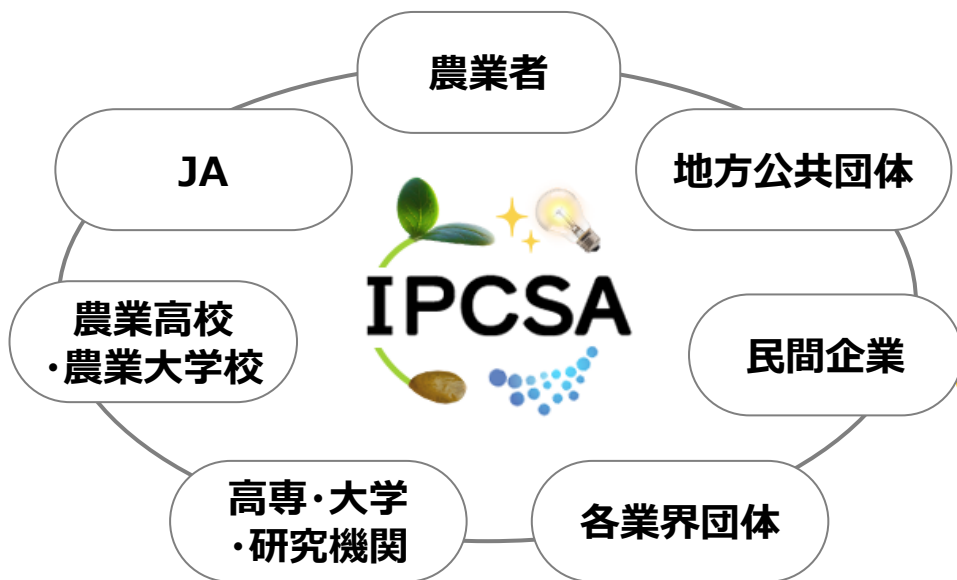 農業者
JA
地方公共団体
IPCSA
農業高校
・農業大学校
民間企業
高専・大学
・研究機関
各業界団体